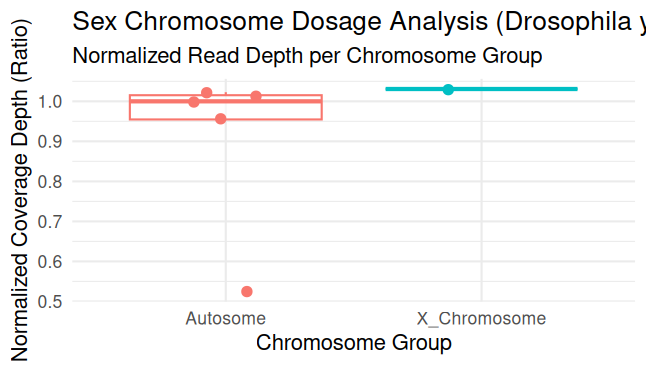 Sex Chromosome Dosage Analysis (Drosophila y
Normalized Read Depth per Chromosome Group
Normalized Coverage Depth (Ratio)
1.0
0.9
0.8
0.7
0.6
0.5
Autosome X_Chromosome
Chromosome Group